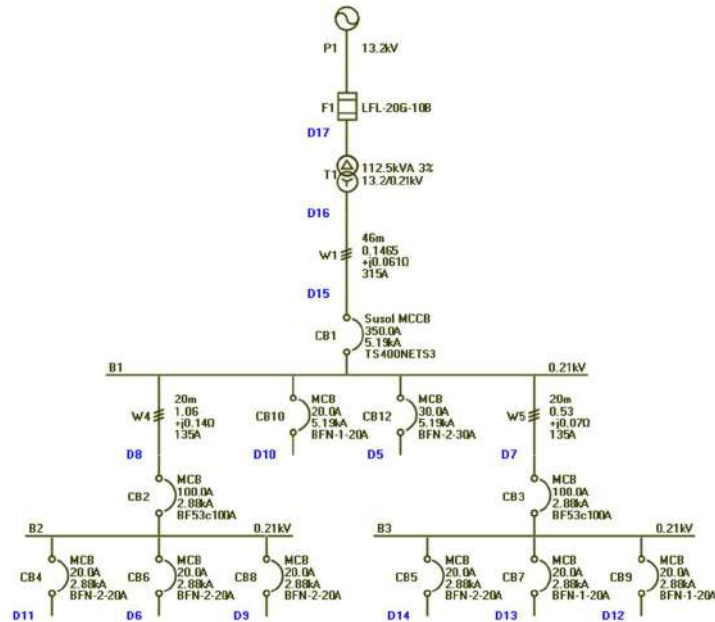 P1 13.2kV
F1 LFL-20G-10B
D17
T1
112.5kVA 3%
13.2/0.21kV
D16
W1
46m
0.1465
+j0.061Ω
315A
D15
CB1
Susol MCCB
350.0A
5.19kA
TS400NETS3
B1 0.21kV
W4
20m
1.06
+j0.14Ω
135A
D8
CB10
MCB
20.0A
5.19kA
BFN-1-20A
D10
CB12
MCB
30.0A
5.19kA
BFN-2-30A
D5
W5
20m
0.53
+j0.07Ω
135A
D7
CB2
MCB
100.0A
2.88kA
BF53c100A
CB3
MCB
100.0A
2.88kA
BF53c100A
B2 0.21kV
CB4
MCB
20.0A
2.88kA
BFN-2-20A
D11
CB6
MCB
20.0A
2.88kA
BFN-2-20A
D6
CB8
MCB
20.0A
2.88kA
BFN-2-20A
D9
B3 0.21kV
CB5
MCB
20.0A
2.88kA
BFN-2-20A
D14
CB7
MCB
20.0A
2.88kA
BFN-1-20A
D13
CB9
MCB
20.0A
2.88kA
BFN-1-20A
D12